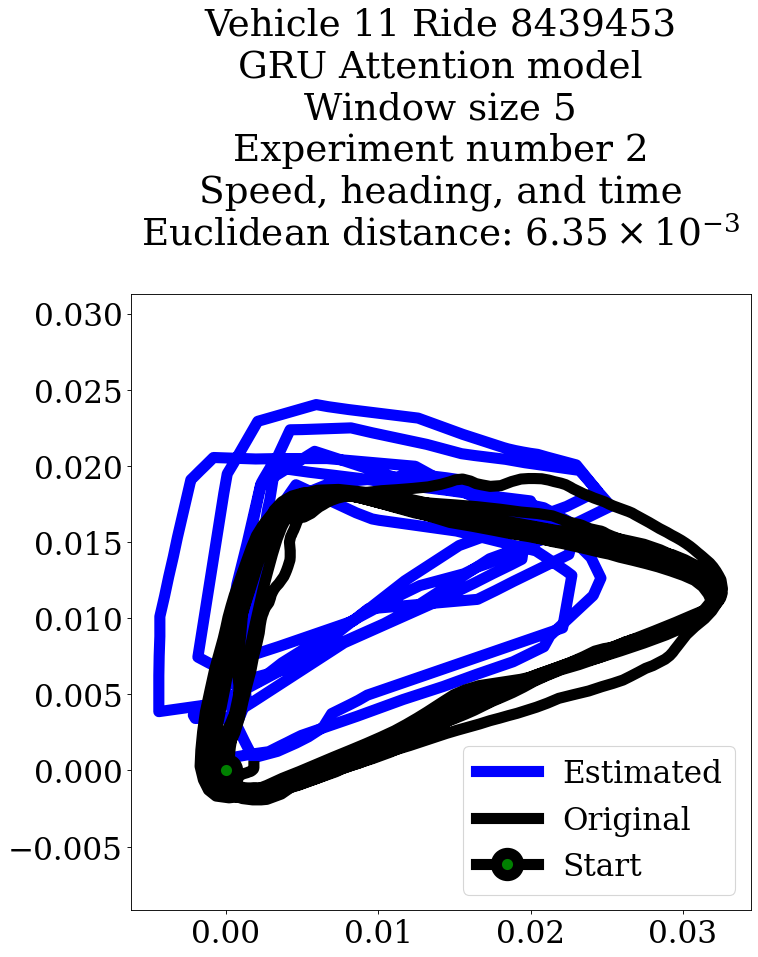 Vehicle 11 Ride 8439453
GRU Attention model
Window size 5
Experiment number 2
Speed, heading, and time
Euclidean distance: 6.35 × 10⁻³
0.030
0.025
0.020
0.015
0.010
0.005
0.000
−0.005
Estimated
Original
Start
0.00 0.01 0.02 0.03